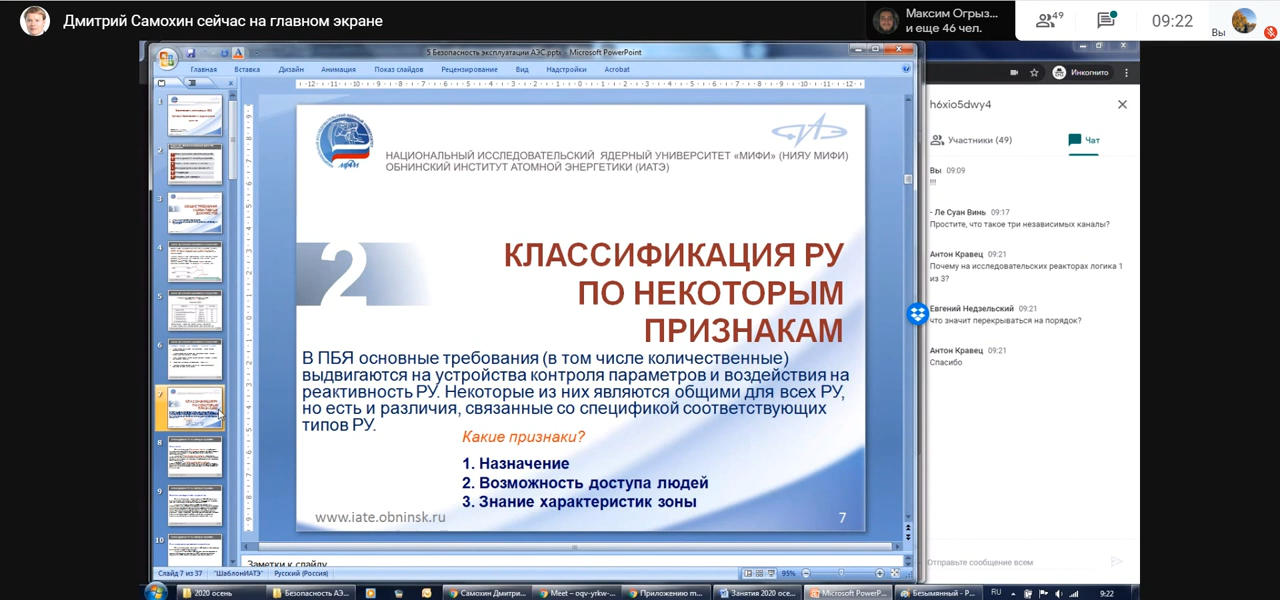 Дмитрий Самохин сейчас на главном экране
Максим Огрыз...
и еще 46 чел.
49
09:22
Вы
5 Безопасность эксплуатации АЭС.pptx - Microsoft PowerPoint
Главная Вставка Дизайн Анимация Показ слайдов Рецензирование Вид Надстройки Acrobat
Инкогнито
h6xio5dwy4
Участники (49)
Чат
НАЦИОНАЛЬНЫЙ ИССЛЕДОВАТЕЛЬСКИЙ ЯДЕРНЫЙ УНИВЕРСИТЕТ «МИФИ» (НИЯУ МИФИ)
ОБНИНСКИЙ ИНСТИТУТ АТОМНОЙ ЭНЕРГЕТИКИ (ИАТЭ)
2
КЛАССИФИКАЦИЯ РУ
ПО НЕКОТОРЫМ
ПРИЗНАКАМ
В ПБЯ основные требования (в том числе количественные)
выдвигаются на устройства контроля параметров и воздействия на
реактивность РУ. Некоторые из них являются общими для всех РУ,
но есть и различия, связанные со спецификой соответствующих
типов РУ.
Какие признаки?
1. Назначение
2. Возможность доступа людей
3. Знание характеристик зоны
www.iate.obninsk.ru
7
Вы 09:09
!!!
- Ле Суан Винь 09:17
Простите, что такое три независимых каналы?
Антон Кравец 09:21
Почему на исследовательских реакторах логика 1
из 3?
Евгений Недзельский 09:21
что значит перекрываться на порядок?
Антон Кравец 09:21
Спасибо
Отправьте сообщение всем
Заметки к слайду
Слайд 7 из 37 "ШаблонИАТЭ" Русский (Россия)
95%
2020 осень
Безопасность АЭ...
Самохин Дмитри...
Meet – oqv-yrkw-...
Приложению m...
Занятия 2020 осе...
Microsoft PowerP...
Безымянный - P...
RU
9:22